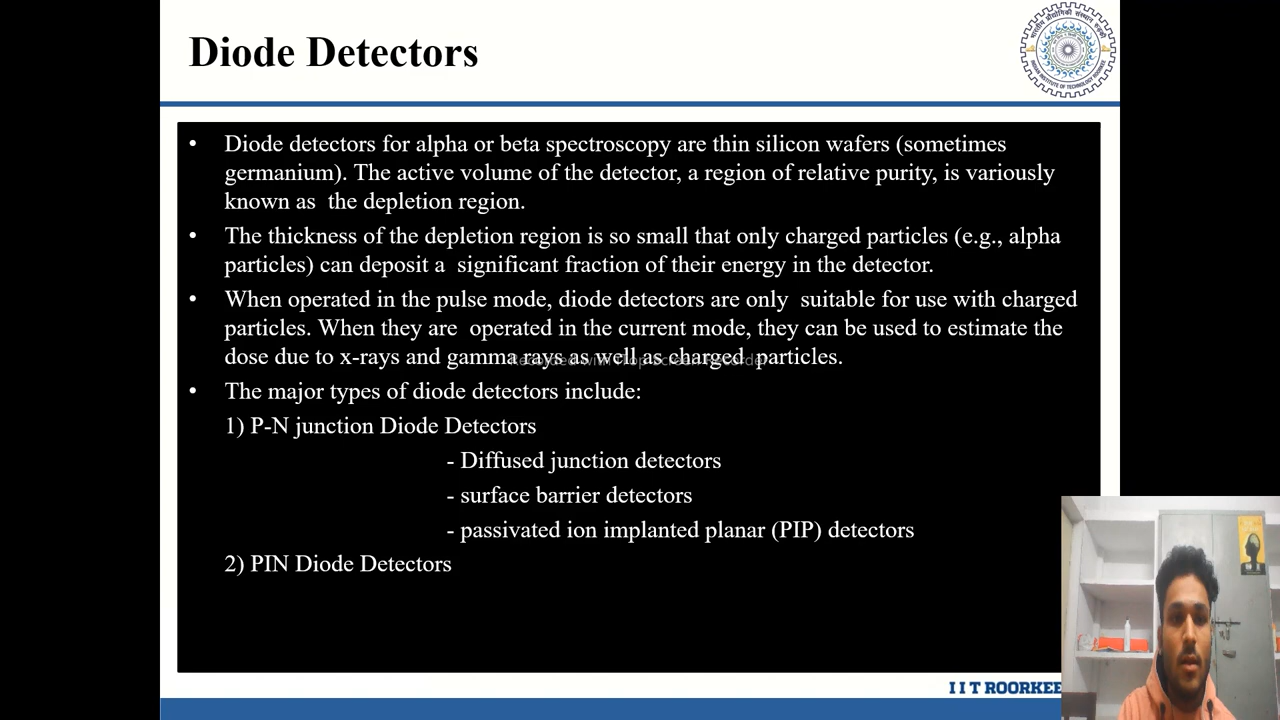 Diode Detectors
• Diode detectors for alpha or beta spectroscopy are thin silicon wafers (sometimes
germanium). The active volume of the detector, a region of relative purity, is variously
known as the depletion region.
• The thickness of the depletion region is so small that only charged particles (e.g., alpha
particles) can deposit a significant fraction of their energy in the detector.
• When operated in the pulse mode, diode detectors are only suitable for use with charged
particles. When they are operated in the current mode, they can be used to estimate the
dose due to x-rays and gamma rays as well as charged particles.
Recorded with iTop Screen Recorder
• The major types of diode detectors include:
1) P-N junction Diode Detectors
- Diffused junction detectors
- surface barrier detectors
- passivated ion implanted planar (PIP) detectors
2) PIN Diode Detectors
I I T ROORKEE